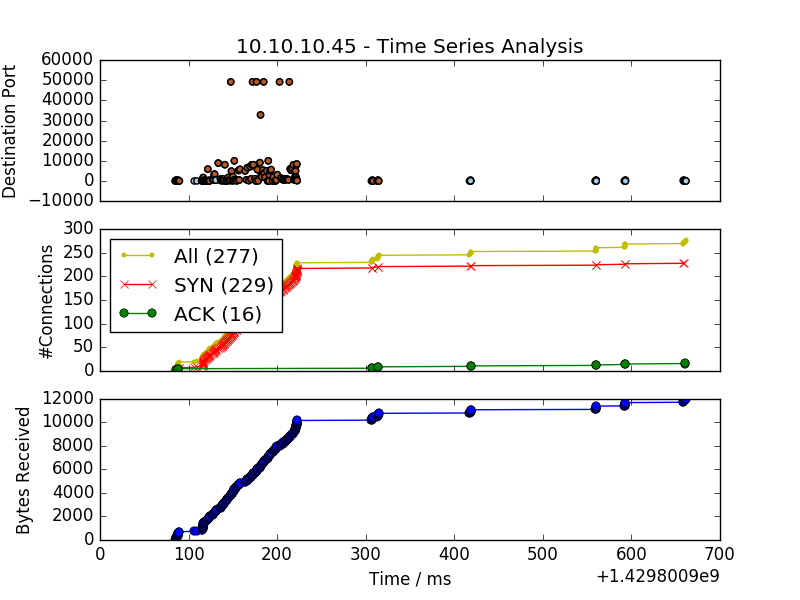 10.10.10.45 - Time Series Analysis
60000
50000
40000
30000
20000
10000
0
−10000
Destination Port
300
250
200
150
100
50
0
#Connections
All (277)
SYN (229)
ACK (16)
12000
10000
8000
6000
4000
2000
0
Bytes Received
0 100 200 300 400 500 600 700
Time / ms
+1.4298009e9